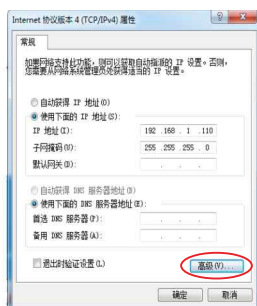 Internet 协议版本 4 (TCP/IPv4) 属性
常规
如果网络支持此功能，则可以获取自动指派的 IP 设置。否则，
您需要从网络系统管理员处获得适当的 IP 设置。
自动获得 IP 地址(O)
使用下面的 IP 地址(S):
IP 地址(I): 192 .168 . 1 .110
子网掩码(U): 255 .255 .255 . 0
默认网关(D): . . .
自动获得 DNS 服务器地址(B)
使用下面的 DNS 服务器地址(E):
首选 DNS 服务器(P): . . .
备用 DNS 服务器(A): . . .
退出时验证设置(L)
高级(V)...
确定 取消